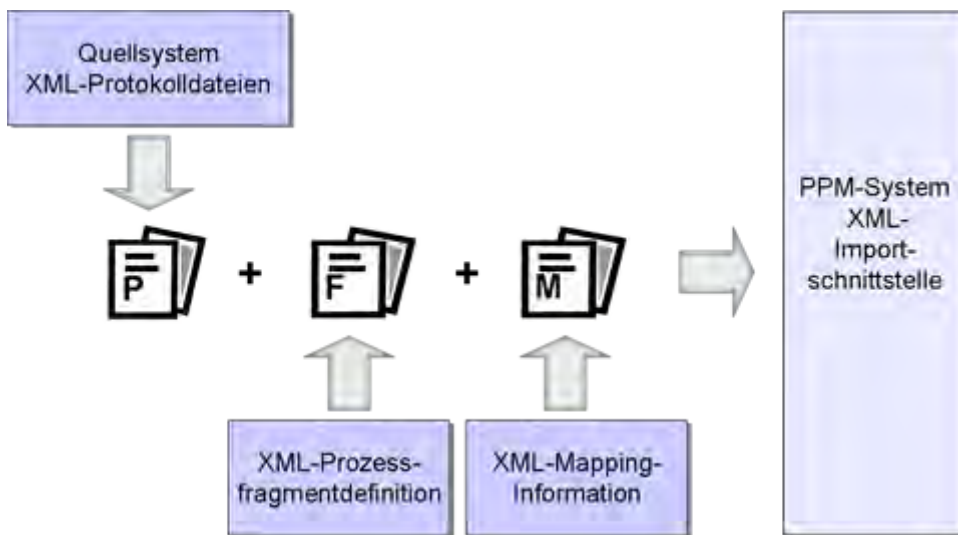 Quellsystem
XML-Protokolldateien
P
+
F
+
M
PPM-System
XML-
Import-
schnittstelle
XML-Prozess-
fragmentdefinition
XML-Mapping-
Information